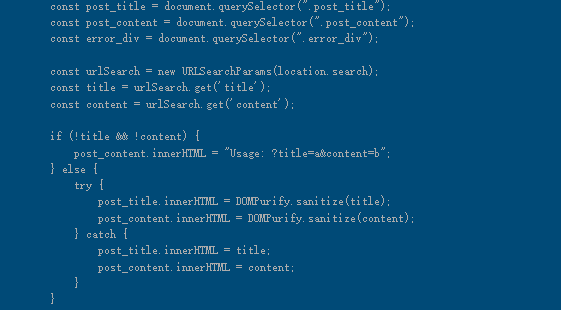 const post_title = document.querySelector(".post_title");
const post_content = document.querySelector(".post_content");
const error_div = document.querySelector(".error_div");
const urlSearch = new URLSearchParams(location.search);
const title = urlSearch.get('title');
const content = urlSearch.get('content');
if (!title && !content) {
post_content.innerHTML = "Usage: ?title=a&content=b";
} else {
try {
post_title.innerHTML = DOMPurify.sanitize(title);
post_content.innerHTML = DOMPurify.sanitize(content);
} catch {
post_title.innerHTML = title;
post_content.innerHTML = content;
}
}